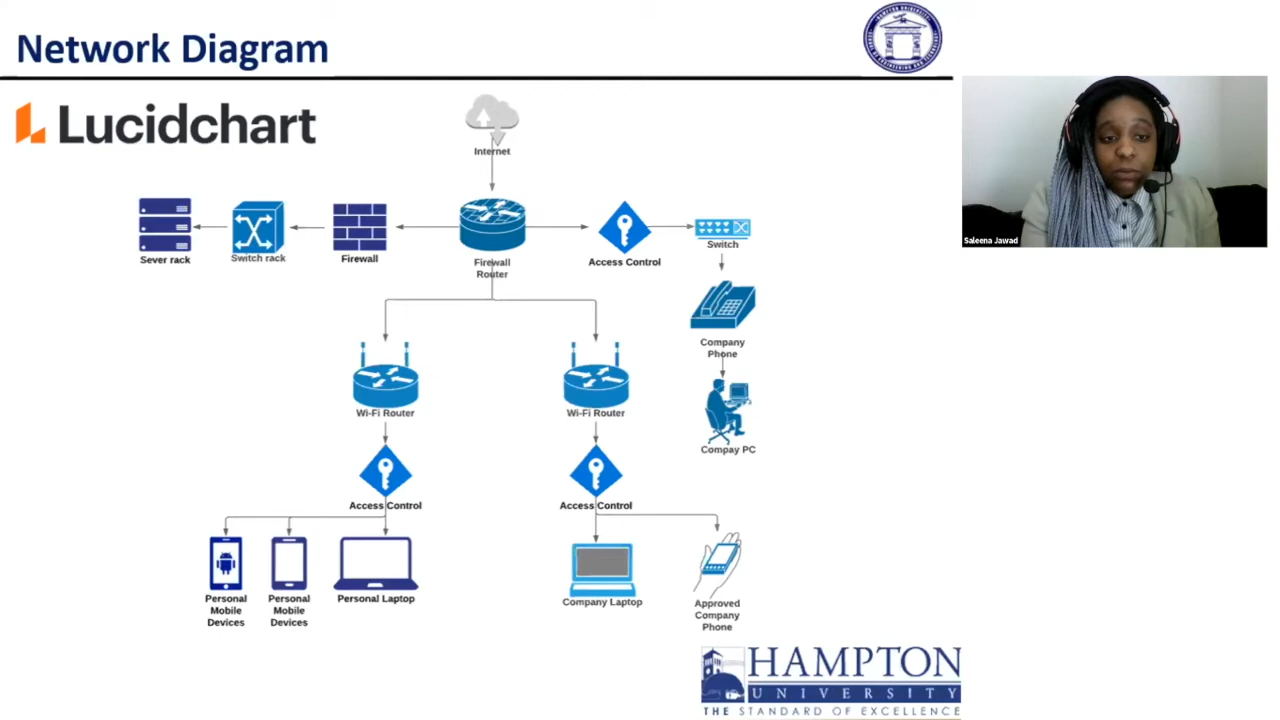 Network Diagram
Lucidchart
Internet
Sever rack
Switch rack
Firewall
Firewall
Router
Access Control
Switch
Company
Phone
Compay PC
Wi-Fi Router
Wi-Fi Router
Access Control
Access Control
Personal
Mobile
Devices
Personal
Mobile
Devices
Personal Laptop
Company Laptop
Approved
Company
Phone
HAMPTON
UNIVERSITY
THE STANDARD OF EXCELLENCE
Saleena Jawad